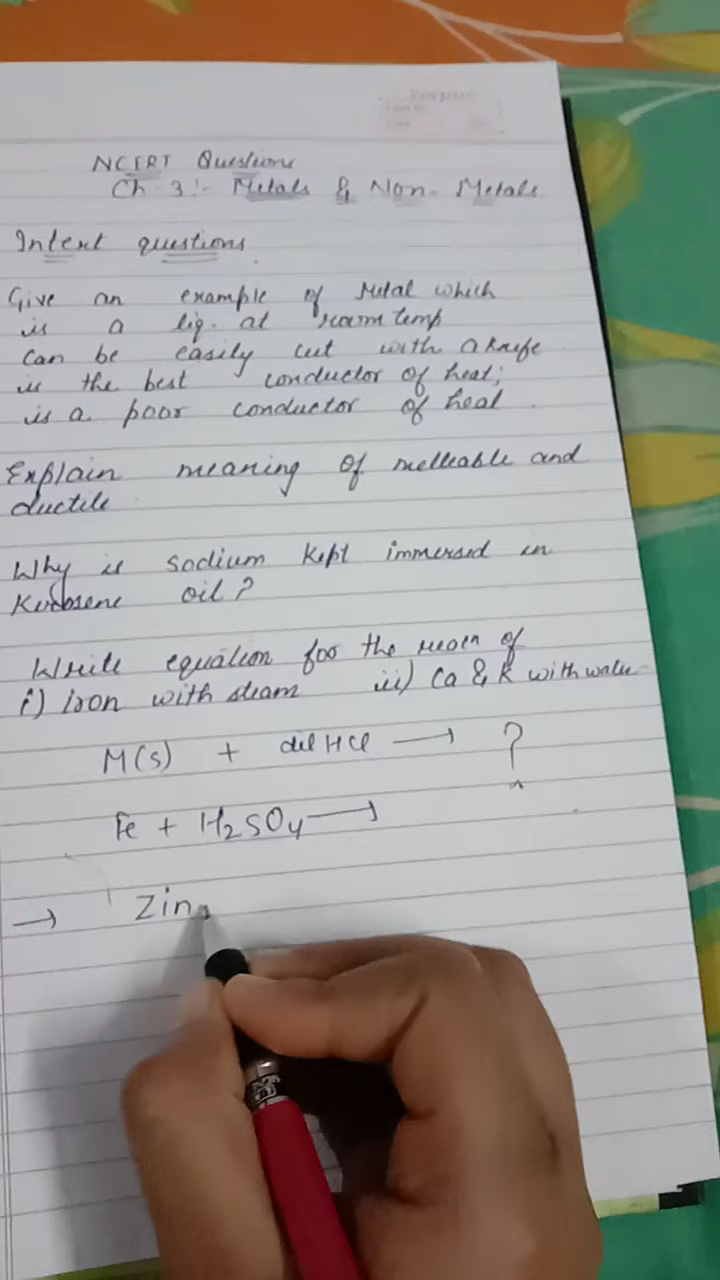 NCERT Questions
Ch-3:- Metals & Non-Metals
Intext questions
Give an example of Metal which
is a liq. at room temp
can be easily cut with a knife
is the best conductor of heat;
is a poor conductor of heat
Explain meaning of melleable and
ductile
Why is sodium kept immersed in
Kerosene oil?
Write equation for the reacn of
i) iron with steam ii) Ca & K with water
M(s) + dil HCl → ?
Fe + H₂SO₄ →
→ Zin